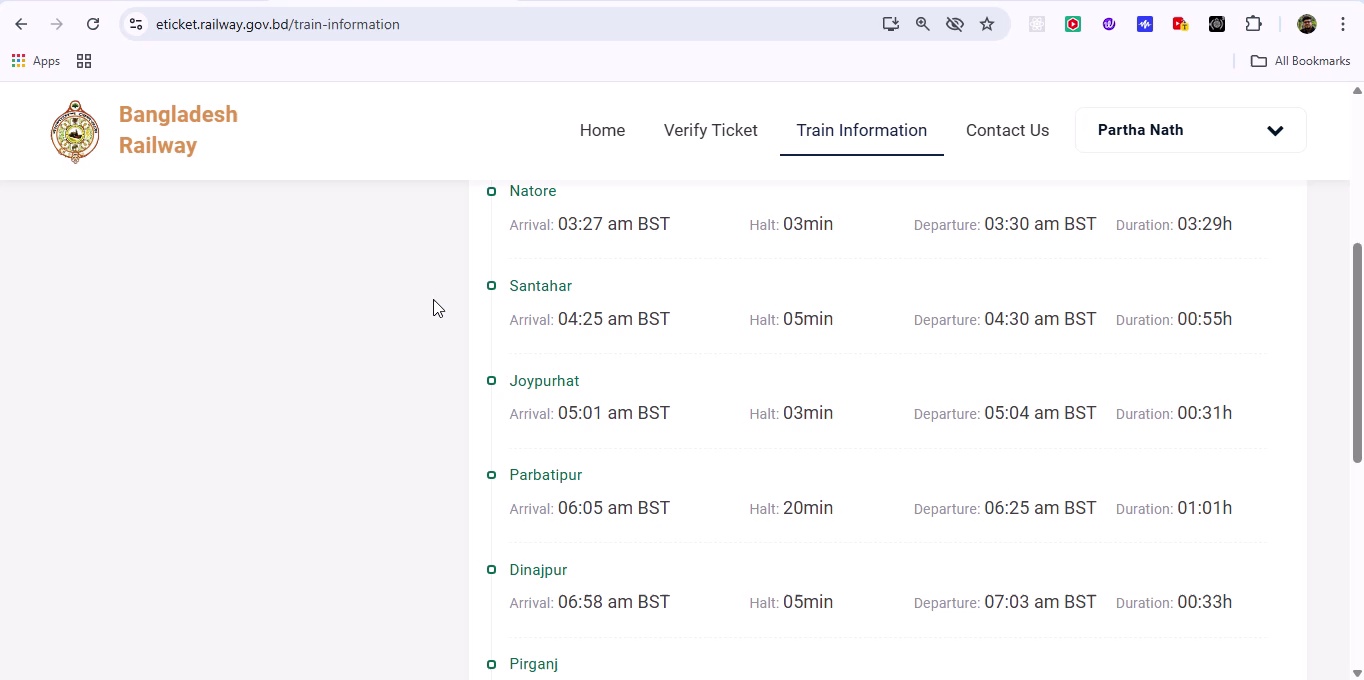 eticket.railway.gov.bd/train-information
Apps
All Bookmarks
Bangladesh
Railway
Home
Verify Ticket
Train Information
Contact Us
Partha Nath
Natore
Arrival: 03:27 am BST Halt: 03min Departure: 03:30 am BST Duration: 03:29h
Santahar
Arrival: 04:25 am BST Halt: 05min Departure: 04:30 am BST Duration: 00:55h
Joypurhat
Arrival: 05:01 am BST Halt: 03min Departure: 05:04 am BST Duration: 00:31h
Parbatipur
Arrival: 06:05 am BST Halt: 20min Departure: 06:25 am BST Duration: 01:01h
Dinajpur
Arrival: 06:58 am BST Halt: 05min Departure: 07:03 am BST Duration: 00:33h
Pirganj